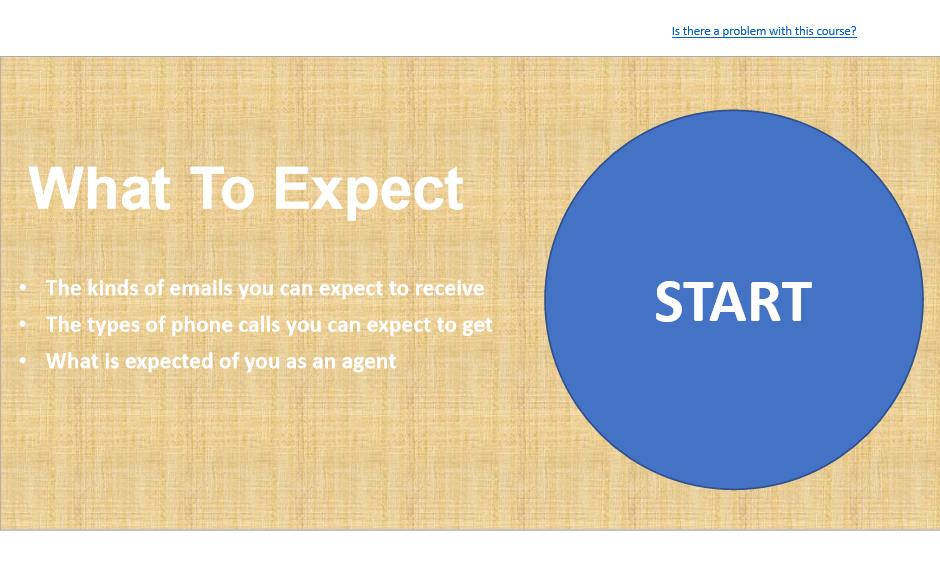 Is there a problem with this course?
What To Expect
• The kinds of emails you can expect to receive
• The types of phone calls you can expect to get
• What is expected of you as an agent
START